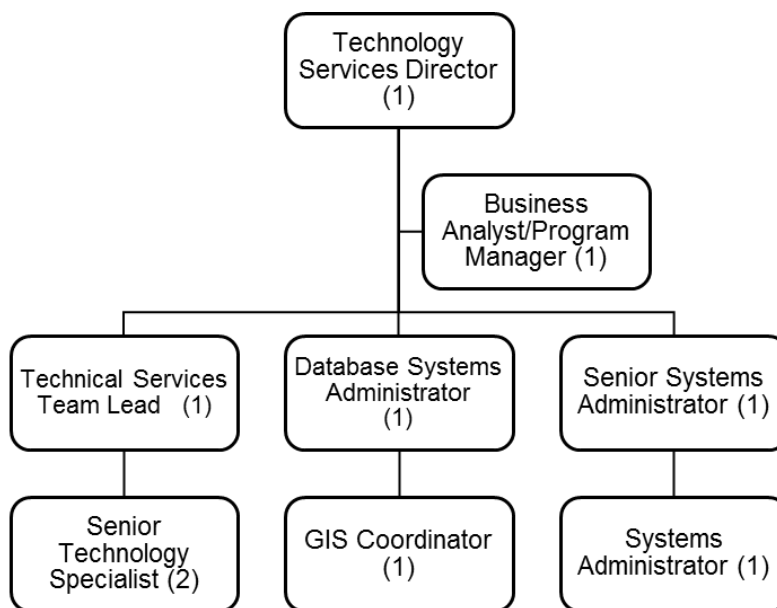 Technology
Services Director
(1)
Business
Analyst/Program
Manager (1)
Technical Services
Team Lead (1)
Database Systems
Administrator
(1)
Senior Systems
Administrator (1)
Senior
Technology
Specialist (2)
GIS Coordinator
(1)
Systems
Administrator (1)